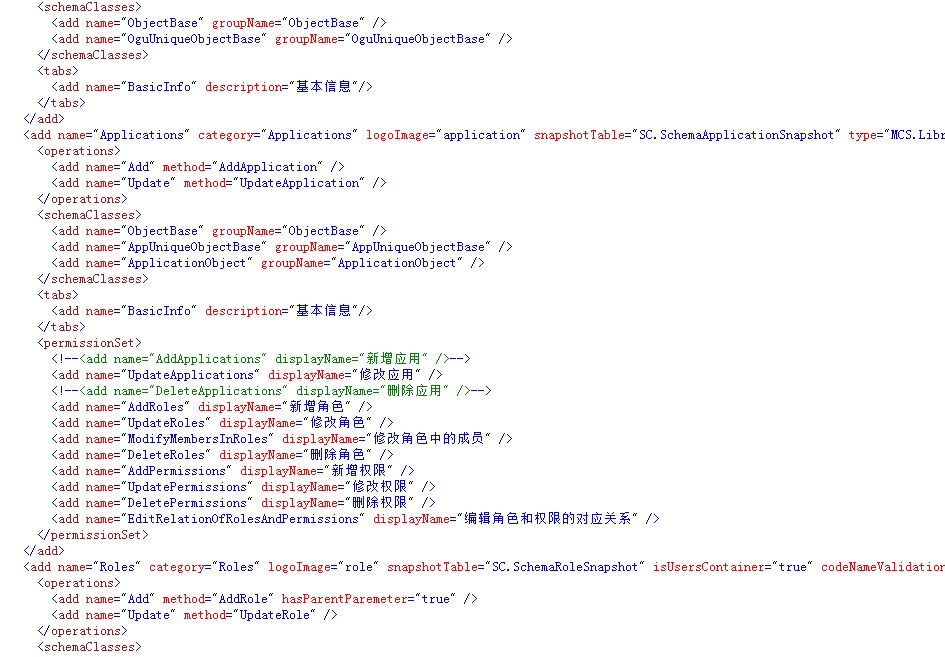 <schemaClasses>
<add name="ObjectBase" groupName="ObjectBase" />
<add name="OguUniqueObjectBase" groupName="OguUniqueObjectBase" />
</schemaClasses>
<tabs>
<add name="BasicInfo" description="基本信息"/>
</tabs>
</add>
<add name="Applications" category="Applications" logoImage="application" snapshotTable="SC.SchemaApplicationSnapshot" type="MCS.Libr
<operations>
<add name="Add" method="AddApplication" />
<add name="Update" method="UpdateApplication" />
</operations>
<schemaClasses>
<add name="ObjectBase" groupName="ObjectBase" />
<add name="AppUniqueObjectBase" groupName="AppUniqueObjectBase" />
<add name="ApplicationObject" groupName="ApplicationObject" />
</schemaClasses>
<tabs>
<add name="BasicInfo" description="基本信息"/>
</tabs>
<permissionSet>
<!--<add name="AddApplications" displayName="新增应用" />-->
<add name="UpdateApplications" displayName="修改应用" />
<!--<add name="DeleteApplications" displayName="删除应用" />-->
<add name="AddRoles" displayName="新增角色" />
<add name="UpdateRoles" displayName="修改角色" />
<add name="ModifyMembersInRoles" displayName="修改角色中的成员" />
<add name="DeleteRoles" displayName="删除角色" />
<add name="AddPermissions" displayName="新增权限" />
<add name="UpdatePermissions" displayName="修改权限" />
<add name="DeletePermissions" displayName="删除权限" />
<add name="EditRelationOfRolesAndPermissions" displayName="编辑角色和权限的对应关系" />
</permissionSet>
</add>
<add name="Roles" category="Roles" logoImage="role" snapshotTable="SC.SchemaRoleSnapshot" isUsersContainer="true" codeNameValidation
<operations>
<add name="Add" method="AddRole" hasParentParemeter="true" />
<add name="Update" method="UpdateRole" />
</operations>
<schemaClasses>